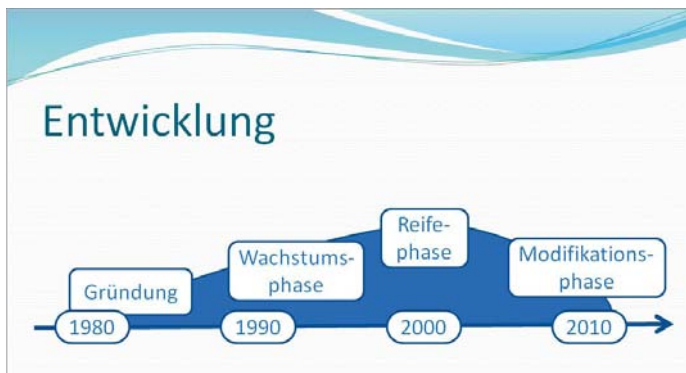 Entwicklung
Gründung
Wachstums-
phase
Reife-
phase
Modifikations-
phase
1980
1990
2000
2010